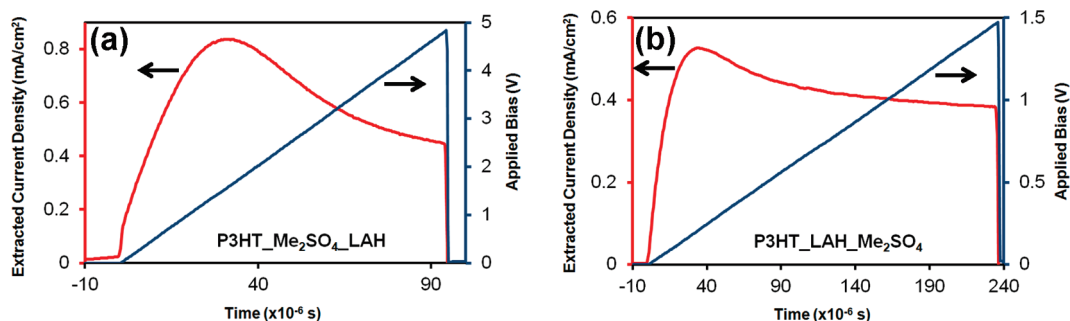 (a)
Extracted Current Density (mA/cm²)
0.8
0.6
0.4
0.2
0
5
4
3
2
1
0
Applied Bias (V)
P3HT_Me₂SO₄_LAH
-10
40
90
Time (x10⁻⁶ s)
(b)
Extracted Current Density (mA/cm²)
0.6
0.4
0.2
0
1.5
1
0.5
0
Applied Bias (V)
P3HT_LAH_Me₂SO₄
-10
40
90
140
190
240
Time (x10⁻⁶ s)